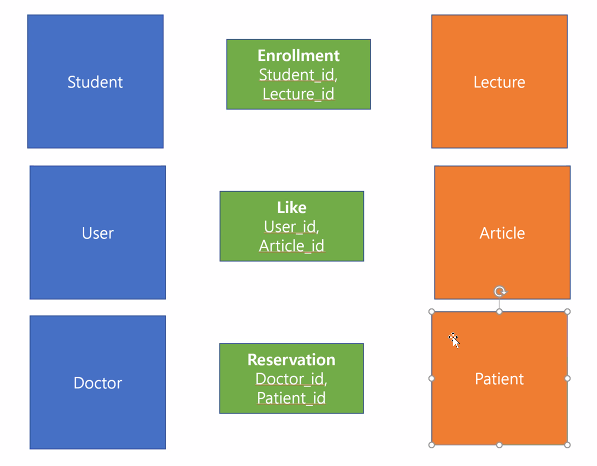 Student
Enrollment
Student_id,
Lecture_id
Lecture
User
Like
User_id,
Article_id
Article
Doctor
Reservation
Doctor_id,
Patient_id
Patient